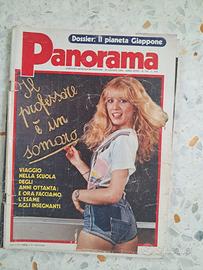 Dossier: il pianeta Giappone
Panorama
Il
professore
è un
somaro
VIAGGIO
NELLA SCUOLA
DEGLI
ANNI OTTANTA:
E ORA FACCIAMO
L'ESAME
AGLI INSEGNANTI